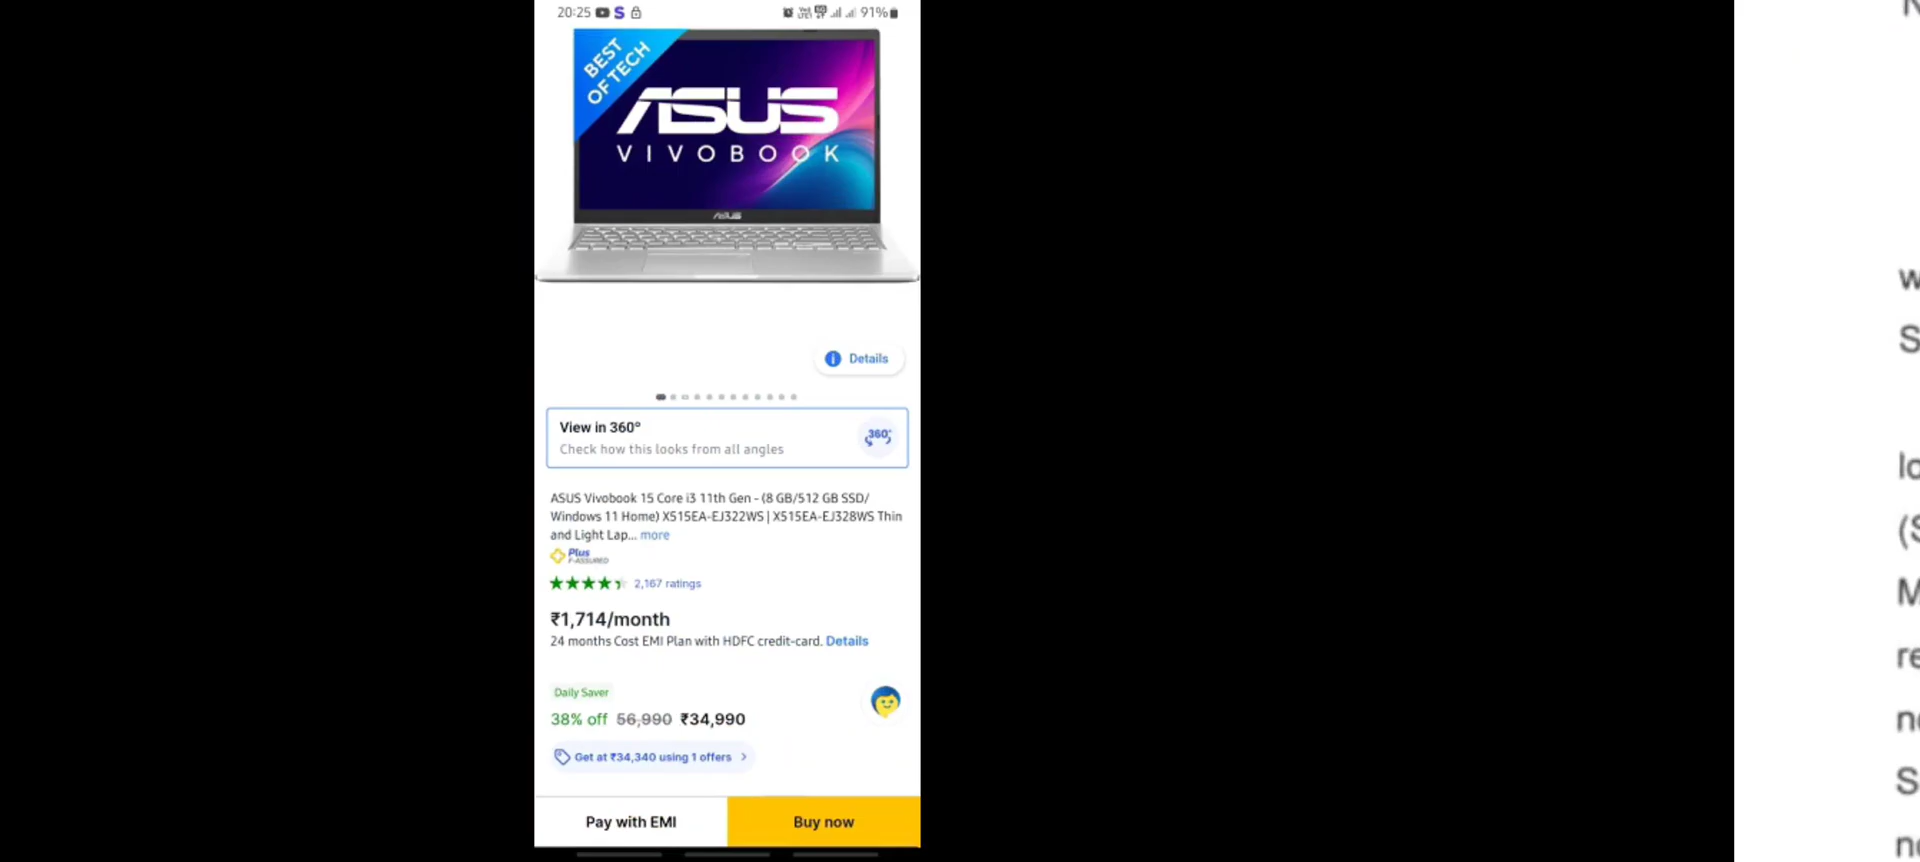 20:25 S 91%
BEST
OF TECH
ASUS
VIVOBOOK
ASUS
Details
View in 360°
Check how this looks from all angles
360°
ASUS Vivobook 15 Core i3 11th Gen - (8 GB/512 GB SSD/
Windows 11 Home) X515EA-EJ322WS | X515EA-EJ328WS Thin
and Light Lap... more
Plus
F-ASSURED
2,167 ratings
₹1,714/month
24 months Cost EMI Plan with HDFC credit-card. Details
Daily Saver
38% off 56,990 ₹34,990
Get at ₹34,340 using 1 offers >
Pay with EMI
Buy now